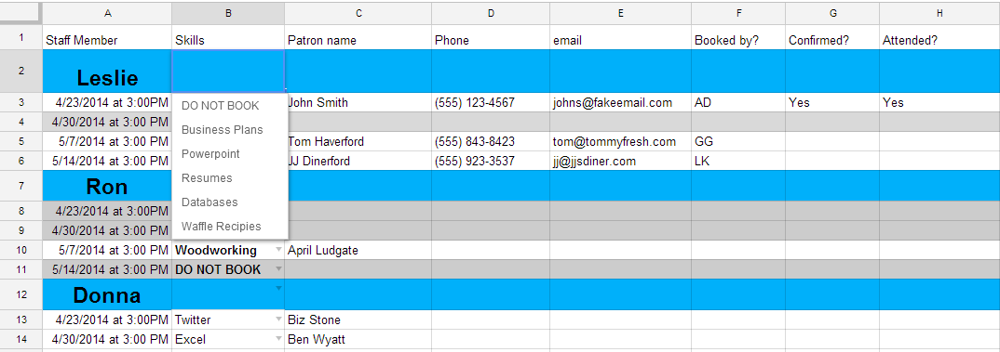 A B C D E F G H
1 Staff Member Skills Patron name Phone email Booked by? Confirmed? Attended?
2 Leslie
3 4/23/2014 at 3:00PM John Smith (555) 123-4567 johns@fakeemail.com AD Yes Yes
DO NOT BOOK
4 4/30/2014 at 3:00 PM
Business Plans
5 5/7/2014 at 3:00 PM Tom Haverford (555) 843-8423 tom@tommyfresh.com GG
Powerpoint
6 5/14/2014 at 3:00 PM JJ Dinerford (555) 923-3537 jj@jjsdiner.com LK
Resumes
7 Ron
Databases
8 4/23/2014 at 3:00PM
9 4/30/2014 at 3:00 PM
Waffle Recipies
10 5/7/2014 at 3:00 PM Woodworking April Ludgate
11 5/14/2014 at 3:00 PM DO NOT BOOK
12 Donna
13 4/23/2014 at 3:00PM Twitter Biz Stone
14 4/30/2014 at 3:00 PM Excel Ben Wyatt